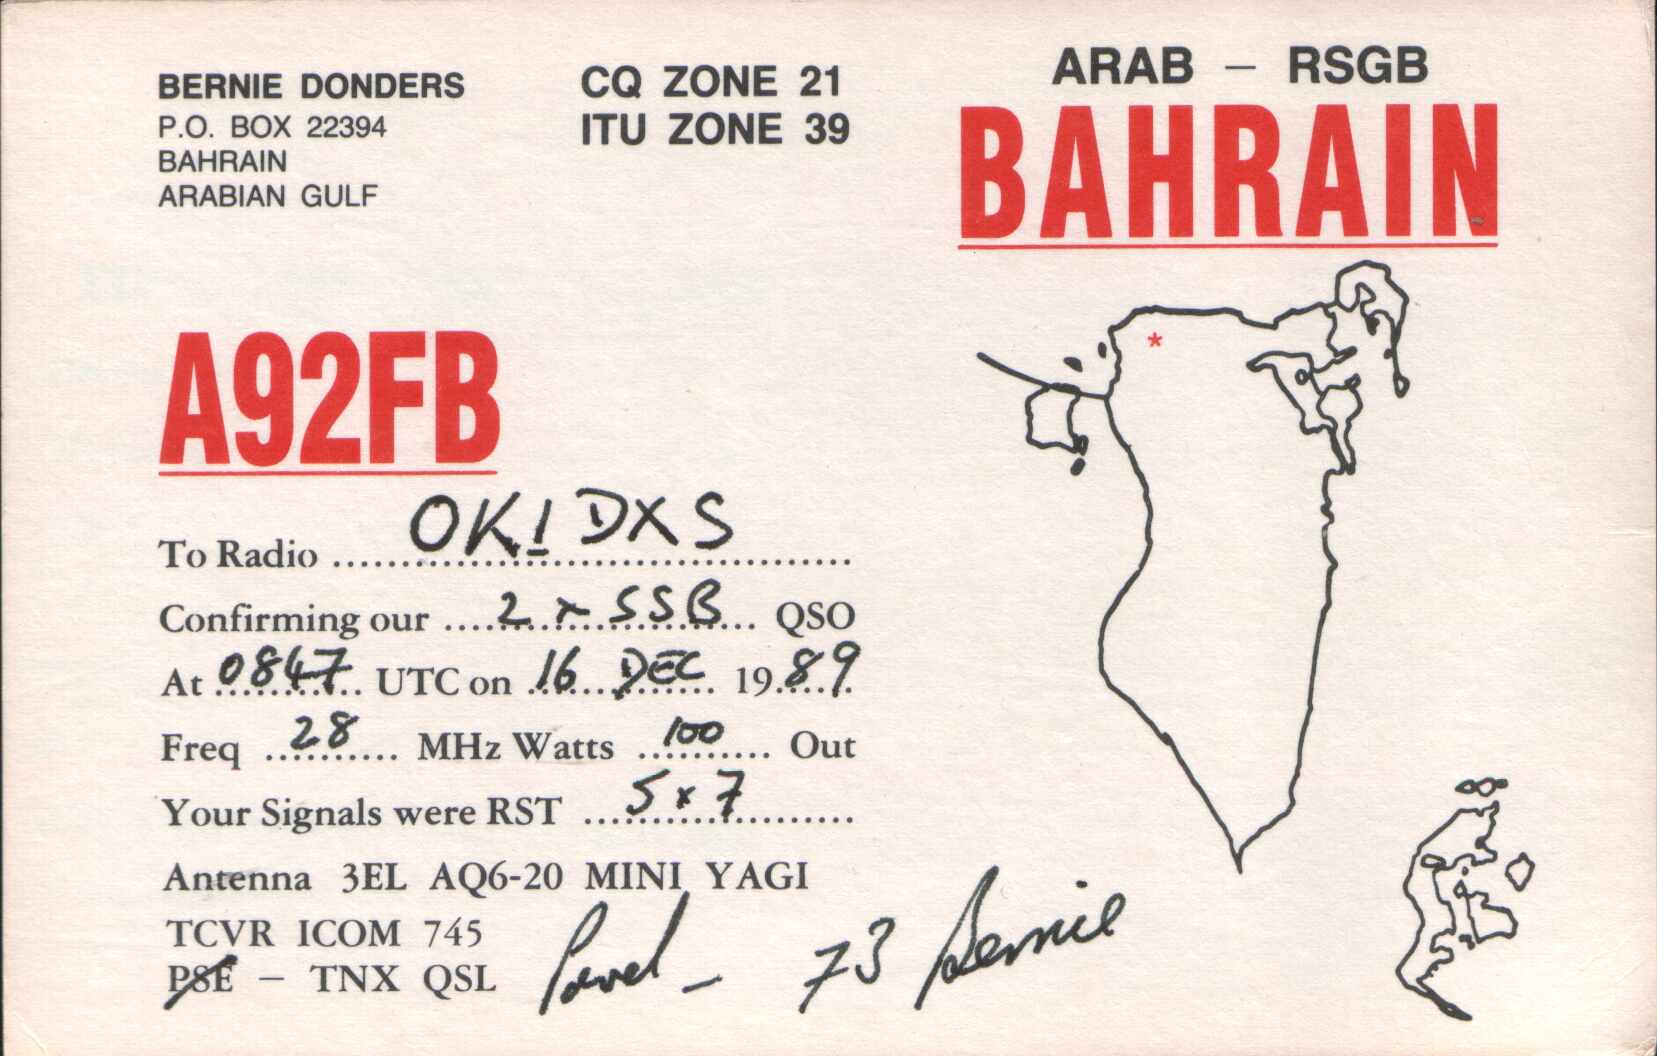 BERNIE DONDERS
P.O. BOX 22394
BAHRAIN
ARABIAN GULF
CQ ZONE 21
ITU ZONE 39
ARAB – RSGB
BAHRAIN
A92FB
*
To Radio OK1DXS
Confirming our 2 x SSB QSO
At 0847 UTC on 16 DEC 1989
Freq 28 MHz Watts 100 Out
Your Signals were RST 5 x 7
Antenna 3EL AQ6-20 MINI YAGI
TCVR ICOM 745
PSE – TNX QSL
Pavel – 73 Bernie